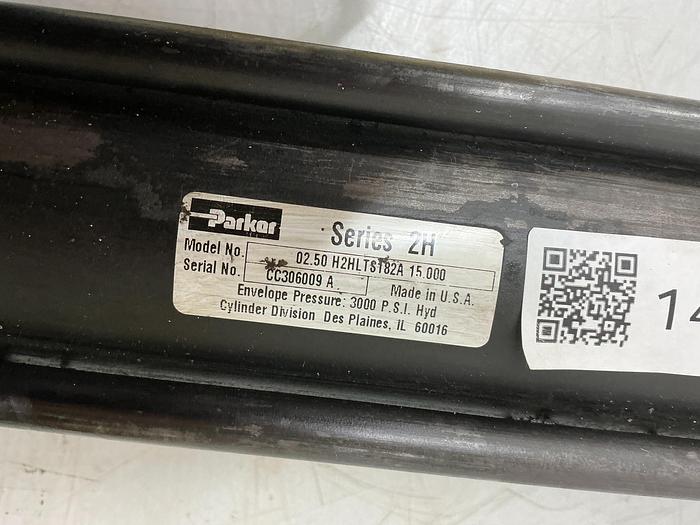 Parker
Series 2H
Model No. 02.50 H2HLTS182A 15.000
Serial No. CC306009 A Made in U.S.A.
Envelope Pressure: 3000 P.S.I. Hyd
Cylinder Division Des Plaines, IL 60016
14